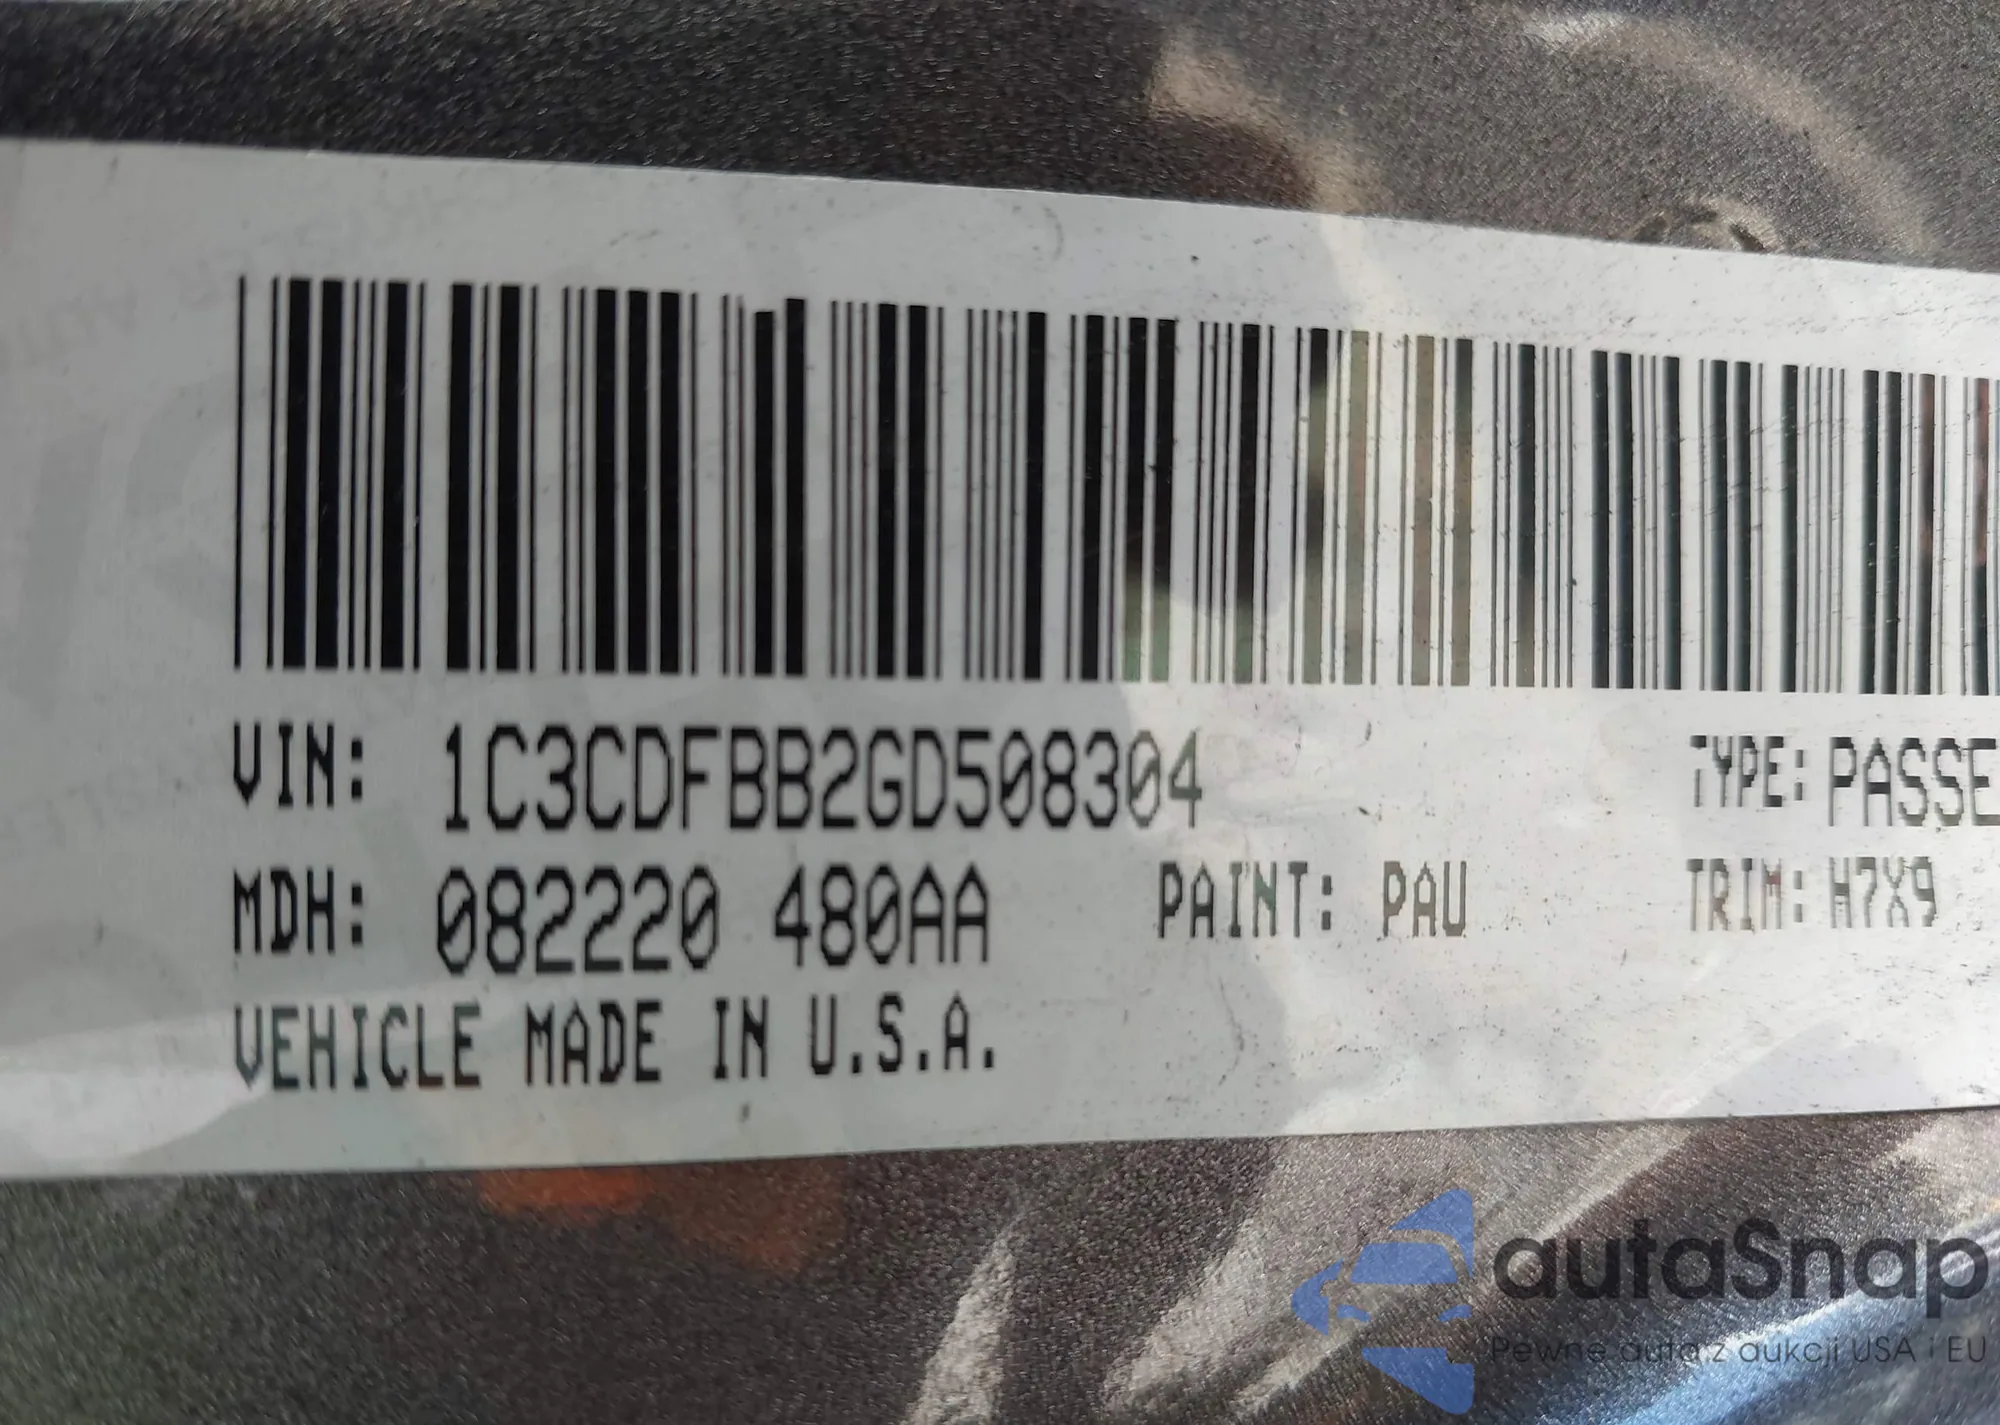 VIN: 1C3CDFBB2GD508304 TYPE: PASSE
MDH: 082220 480AA PAINT: PAU TRIM: H7X9
VEHICLE MADE IN U.S.A.
autaSnap
Pewne auta z aukcji USA i EU